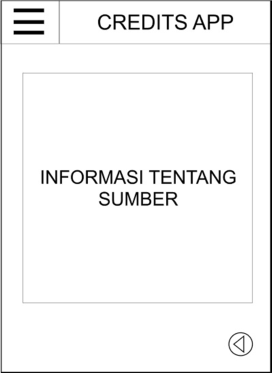 CREDITS APP
INFORMASI TENTANG
SUMBER